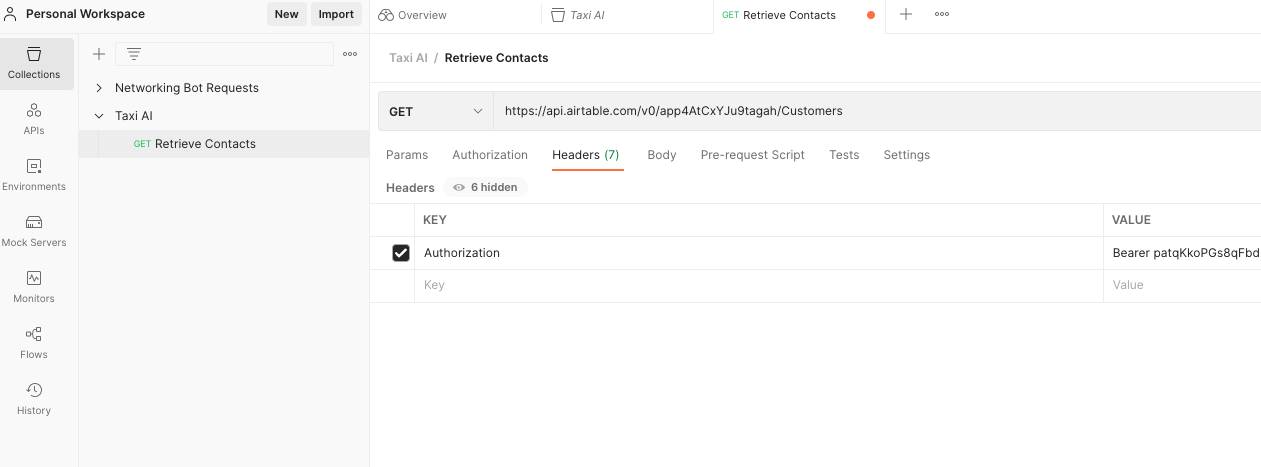 Personal Workspace
New
Import
Overview
Taxi AI
GET Retrieve Contacts
Collections
APIs
Environments
Mock Servers
Monitors
Flows
History
Networking Bot Requests
Taxi AI
GET Retrieve Contacts
Taxi AI / Retrieve Contacts
GET
https://api.airtable.com/v0/app4AtCxYJu9tagah/Customers
Params
Authorization
Headers (7)
Body
Pre-request Script
Tests
Settings
Headers
6 hidden
KEY
VALUE
Authorization
Bearer patqKkoPGs8qFbd
Key
Value